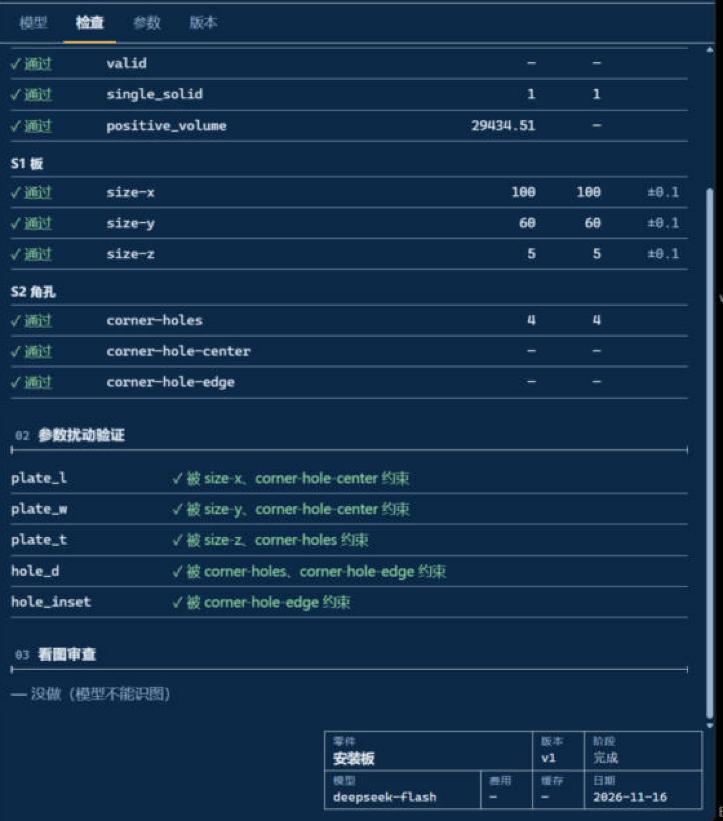 模型 检查 参数 版本
✓ 通过 valid — —
✓ 通过 single_solid 1 1
✓ 通过 positive_volume 29434.51 —
S1 板
✓ 通过 size-x 100 100 ±0.1
✓ 通过 size-y 60 60 ±0.1
✓ 通过 size-z 5 5 ±0.1
S2 角孔
✓ 通过 corner-holes 4 4
✓ 通过 corner-hole-center — —
✓ 通过 corner-hole-edge — —
02 参数扰动验证
plate_l ✓ 被 size-x、corner-hole-center 约束
plate_w ✓ 被 size-y、corner-hole-center 约束
plate_t ✓ 被 size-z、corner-holes 约束
hole_d ✓ 被 corner-holes、corner-hole-edge 约束
hole_inset ✓ 被 corner-hole-edge 约束
03 看图审查
— 没做（模型不能识图）
零件 版本 阶段
安装板 v1 完成
模型 费用 缓存 日期
deepseek-flash — — 2026-11-16